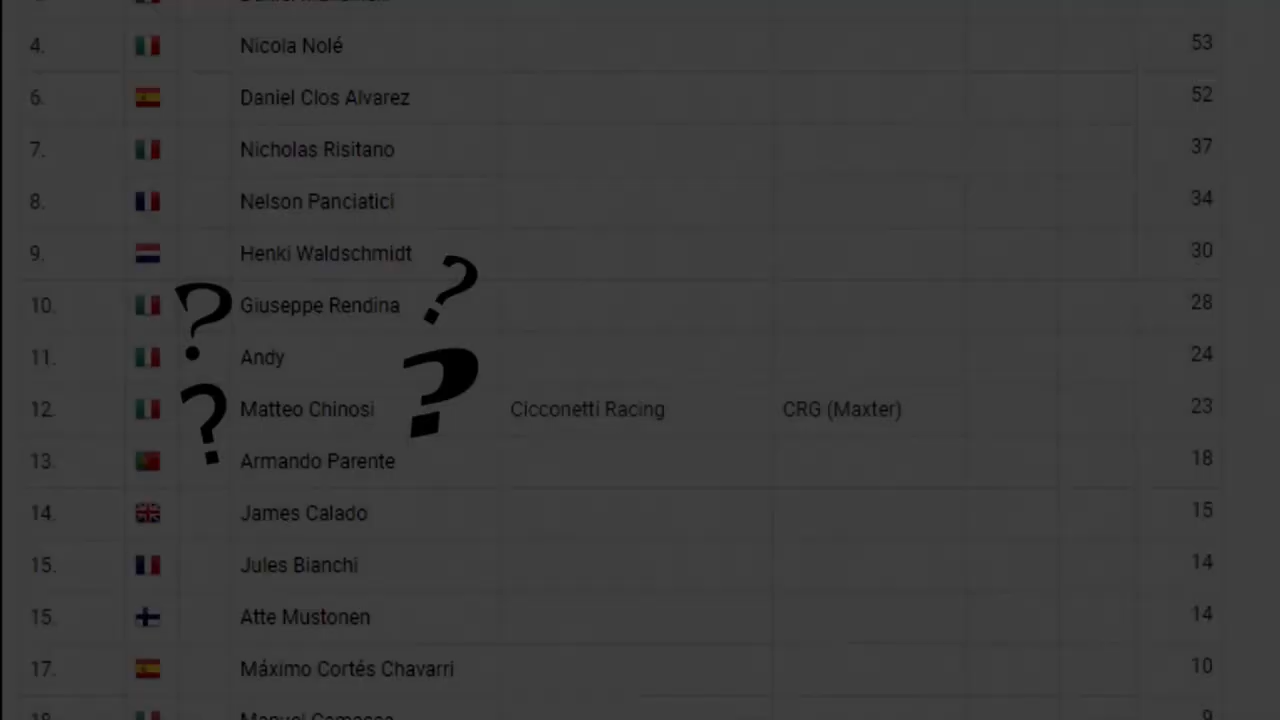 4. Nicola Nolé 53
6. Daniel Clos Alvarez 52
7. Nicholas Risitano 37
8. Nelson Panciatici 34
9. Henki Waldschmidt 30
10. Giuseppe Rendina 28
? ?
11. Andy 24
? ?
12. Matteo Chinosi Cicconetti Racing CRG (Maxter) 23
13. Armando Parente 18
14. James Calado 15
15. Jules Bianchi 14
15. Atte Mustonen 14
17. Máximo Cortés Chavarri 10